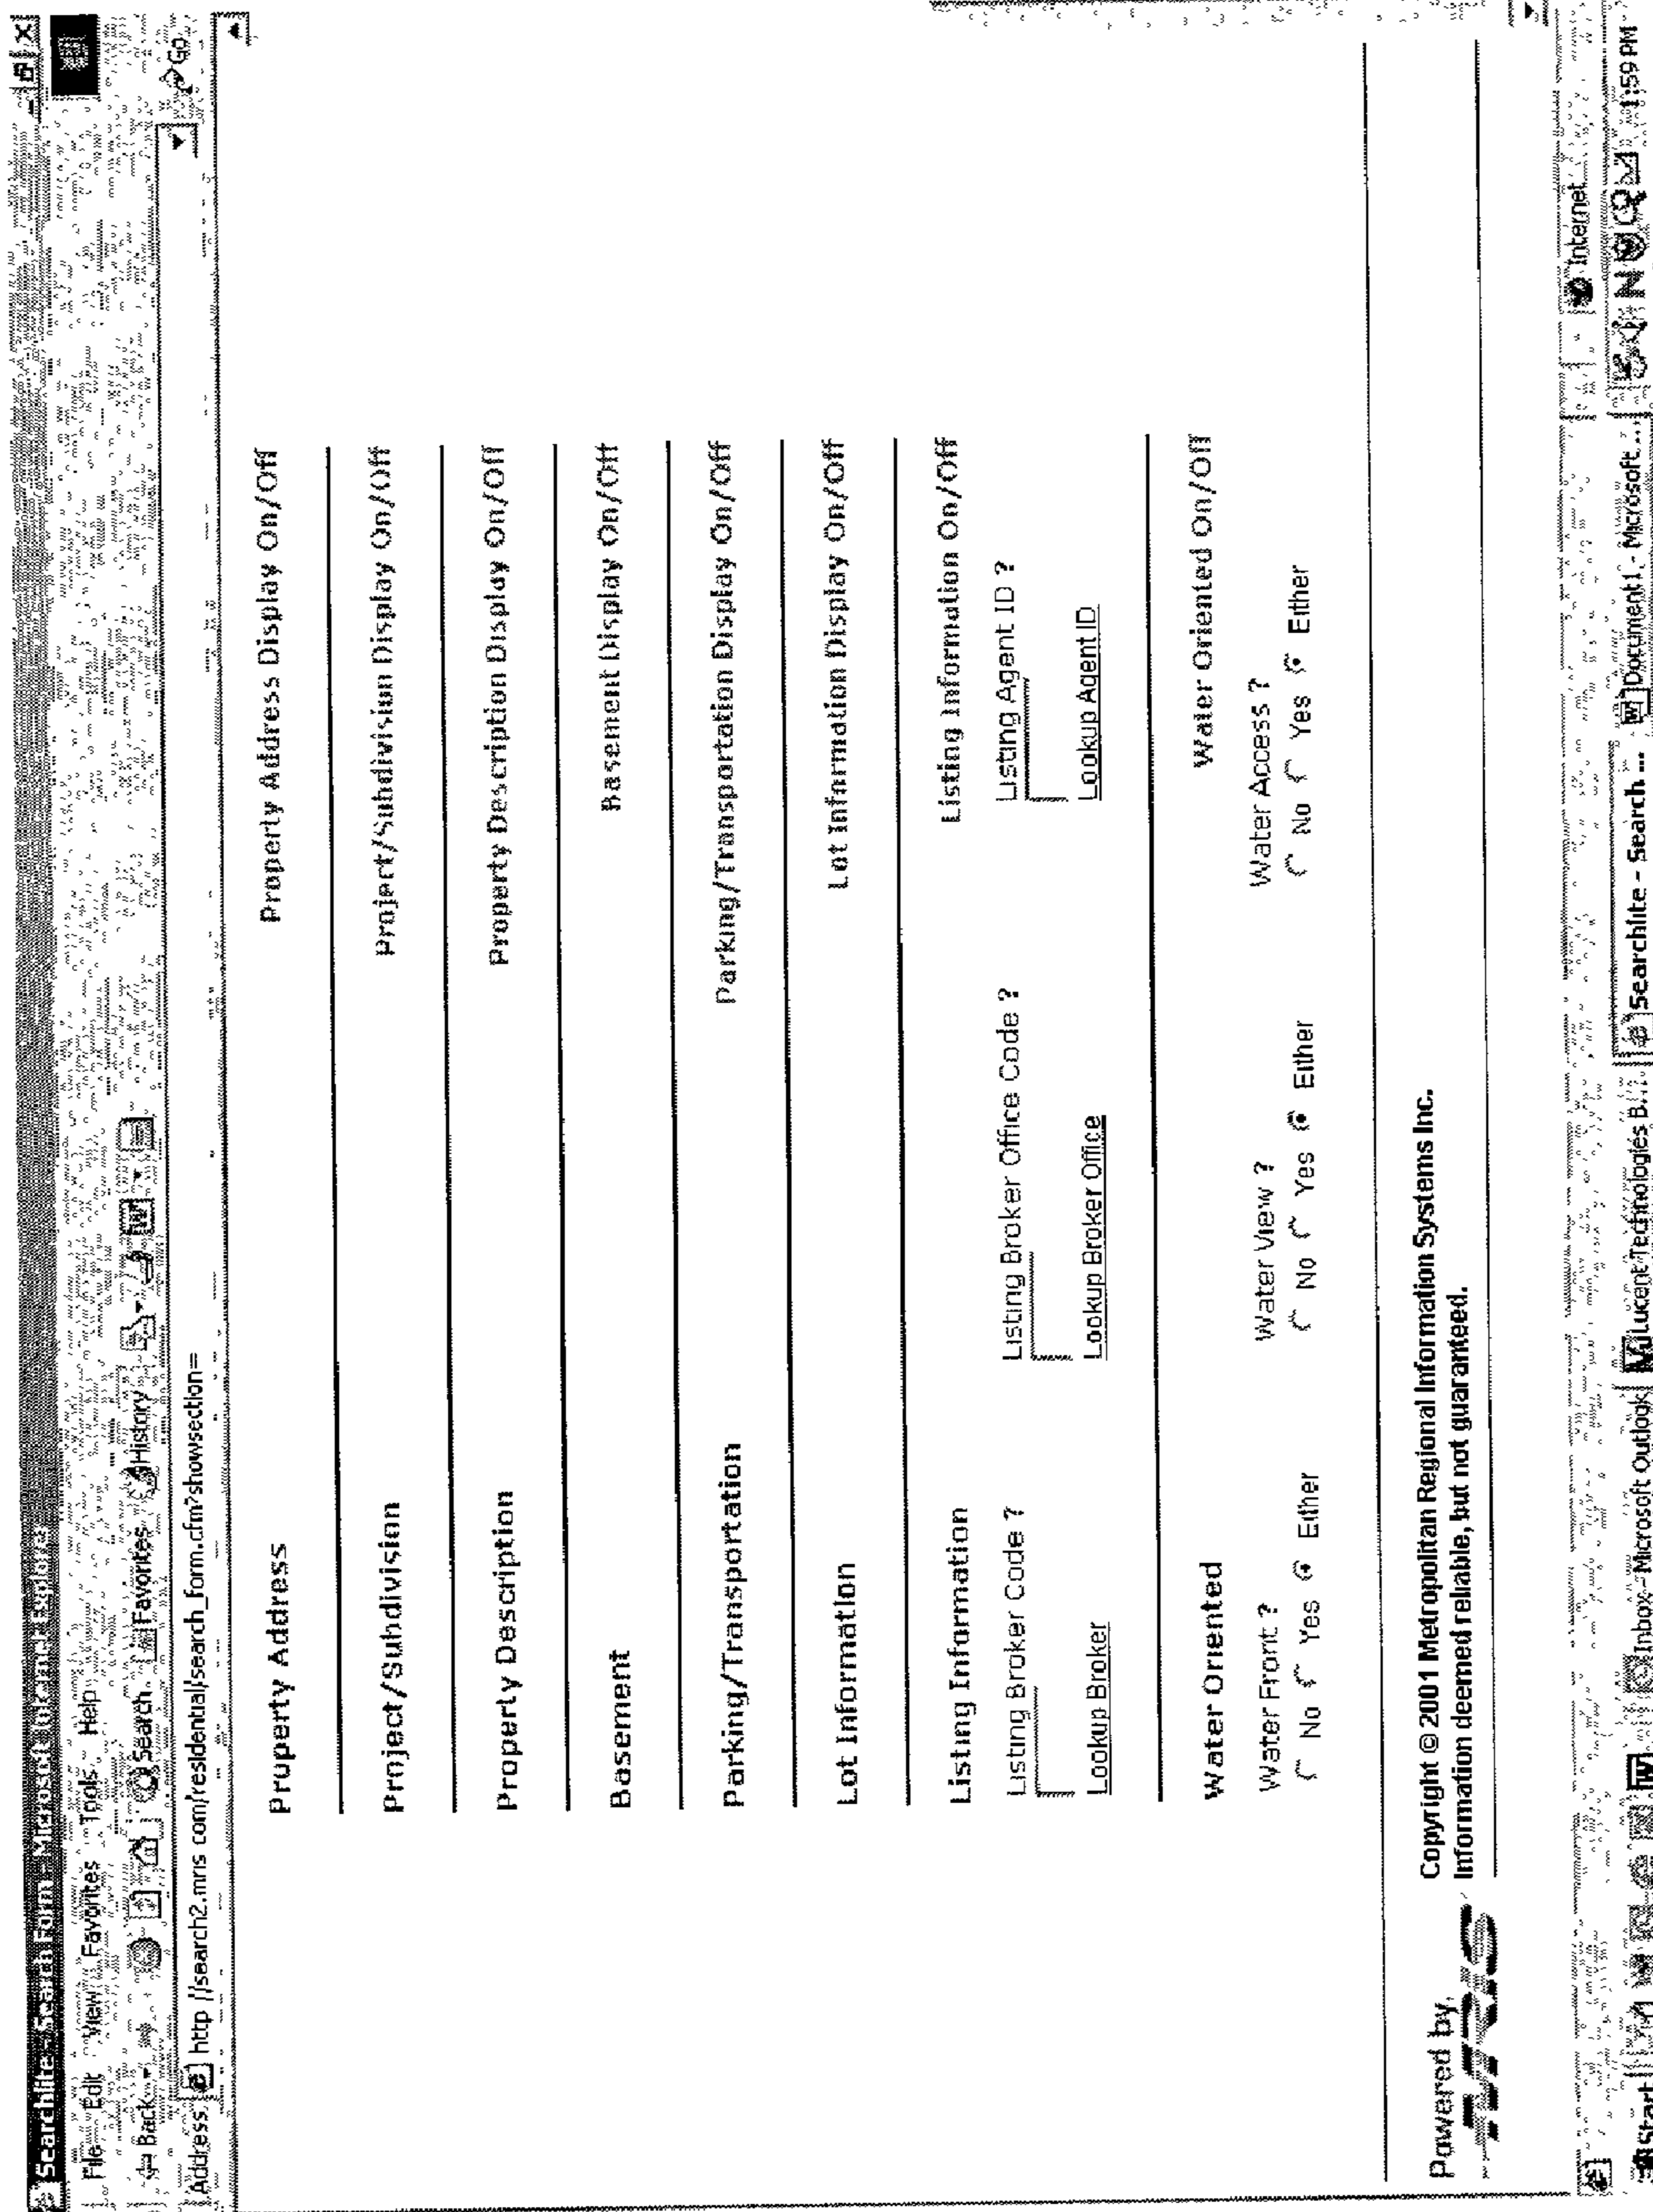 Searchlite - Search Form - Microsoft Internet Explorer
File Edit View Favorites Tools Help
Back Search Favorites History
Address http //search2.mris com/residential/search_form.cfm?showsection= Go
Property Address Property Address Display On/Off
Project/Subdivision Project/Subdivision Display On/Off
Property Description Property Description Display On/Off
Basement Basement Display On/Off
Parking/Transportation Parking/Transportation Display On/Off
Lot Information Lot Information Display On/Off
Listing Information Listing Information On/Off
Listing Broker Code ? Listing Broker Office Code ? Listing Agent ID ?
Lookup Broker Lookup Broker Office Lookup Agent ID
Water Oriented Water Oriented On/Off
Water Front ? Water View ? Water Access ?
No Yes Either No Yes Either No Yes Either
Powered by Copyright © 2001 Metropolitan Regional Information Systems Inc.
MRIS Information deemed reliable, but not guaranteed.
Internet
Start Inbox - Microsoft Outlook Lucent Technologies B... Searchlite - Search ... Document1 - Microsoft... 1:59 PM